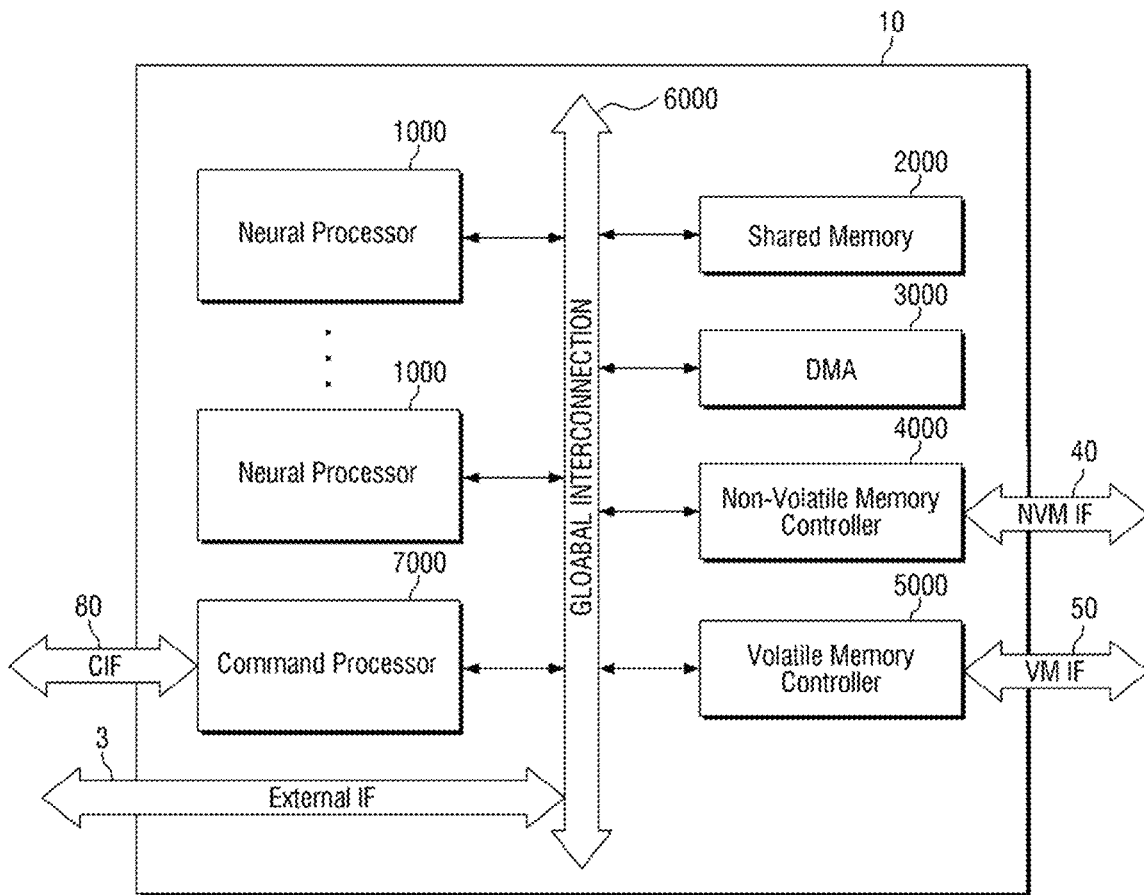 10
6000
1000
Neural Processor
2000
Shared Memory
3000
DMA
1000
Neural Processor
4000
Non-Volatile Memory
Controller
40
NVM IF
7000
Command Processor
80
CIF
5000
Volatile Memory
Controller
50
VM IF
GLOABAL INTERCONNECTION
3
External IF